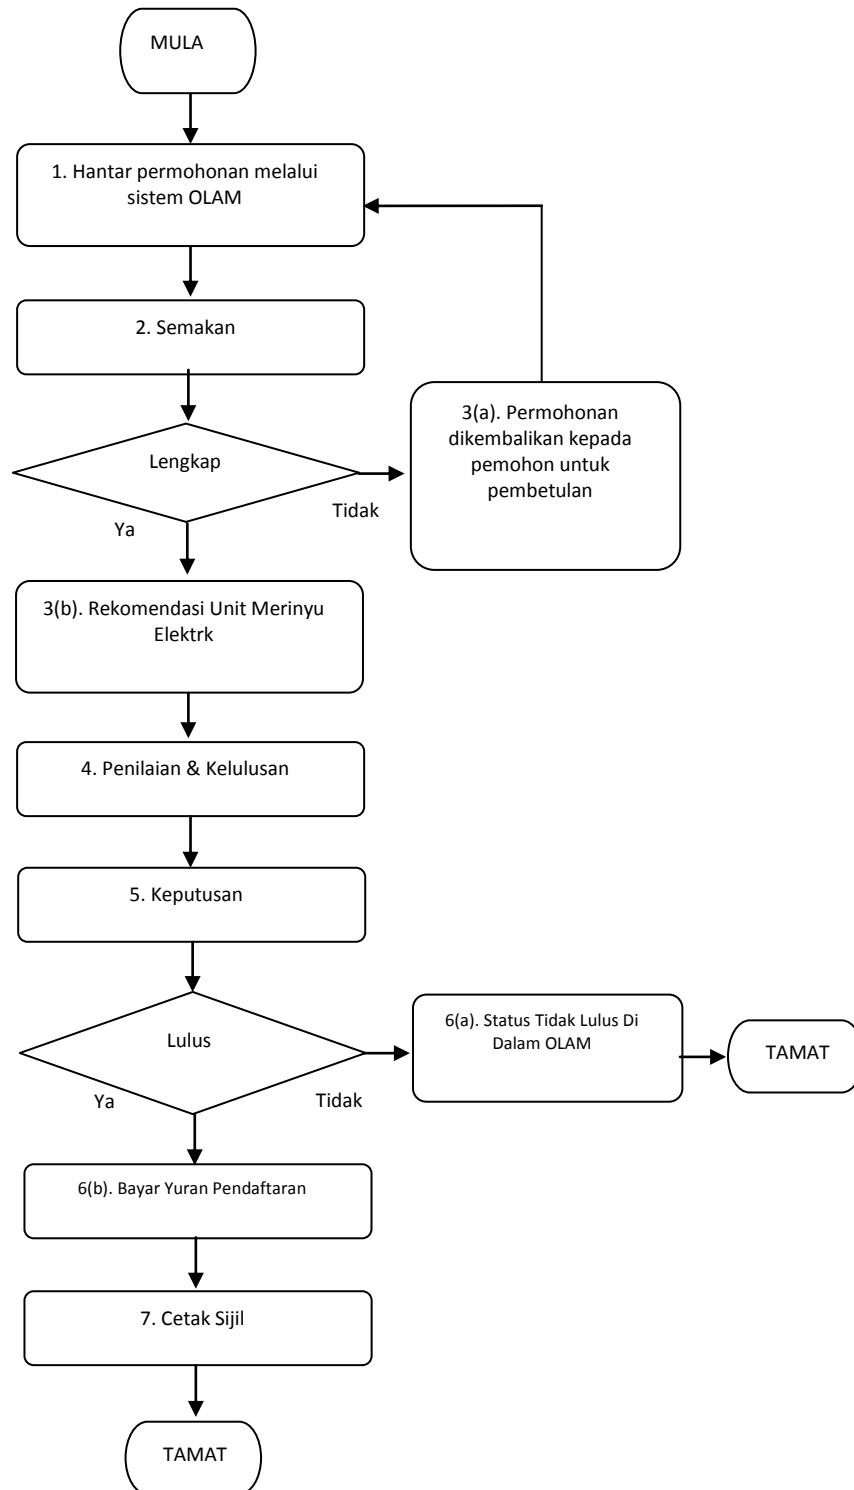 MULA
1. Hantar permohonan melalui
sistem OLAM
2. Semakan
3(a). Permohonan
dikembalikan kepada
pemohon untuk
pembetulan
Lengkap
Tidak
Ya
3(b). Rekomendasi Unit Merinyu
Elektrk
4. Penilaian & Kelulusan
5. Keputusan
6(a). Status Tidak Lulus Di
Dalam OLAM
Lulus
TAMAT
Ya
Tidak
6(b). Bayar Yuran Pendaftaran
7. Cetak Sijil
TAMAT